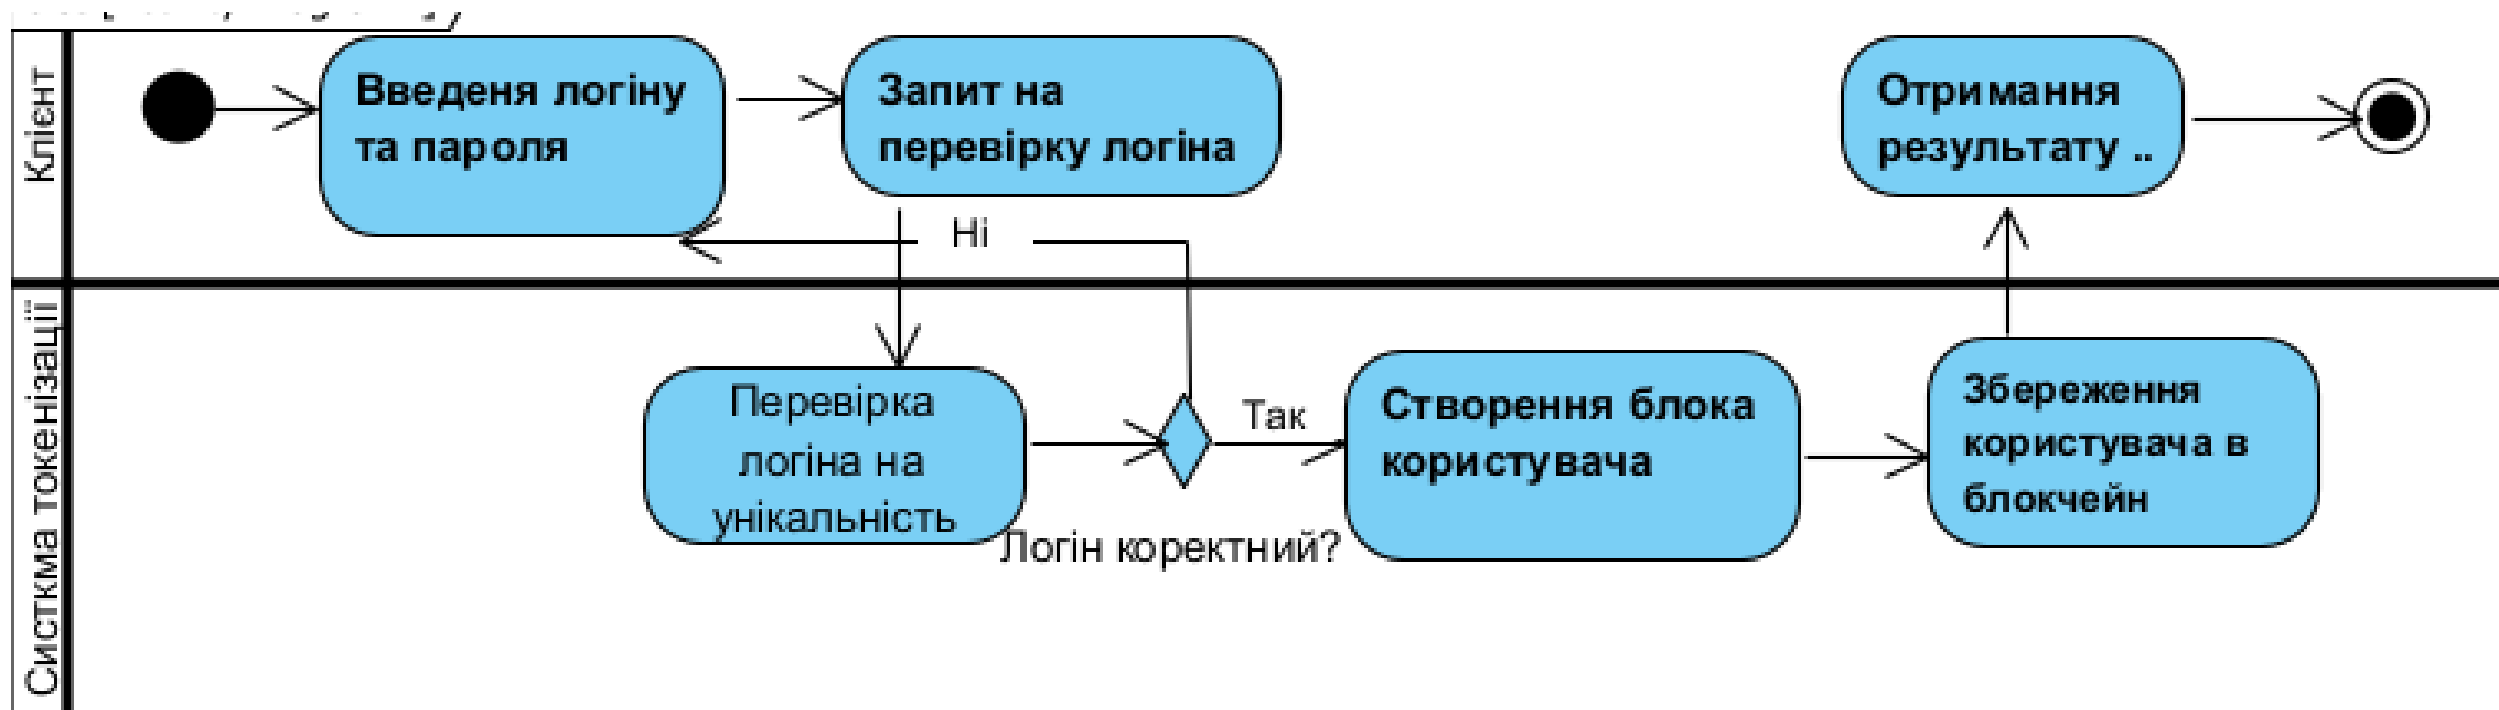 Клієнт
Введеня логіну
та пароля
Запит на
перевірку логіна
Отримання
результату ..
Ні
Систкма токенізації
Перевірка
логіна на
унікальність
Так
Логін коректний?
Створення блока
користувача
Збереження
користувача в
блокчейн